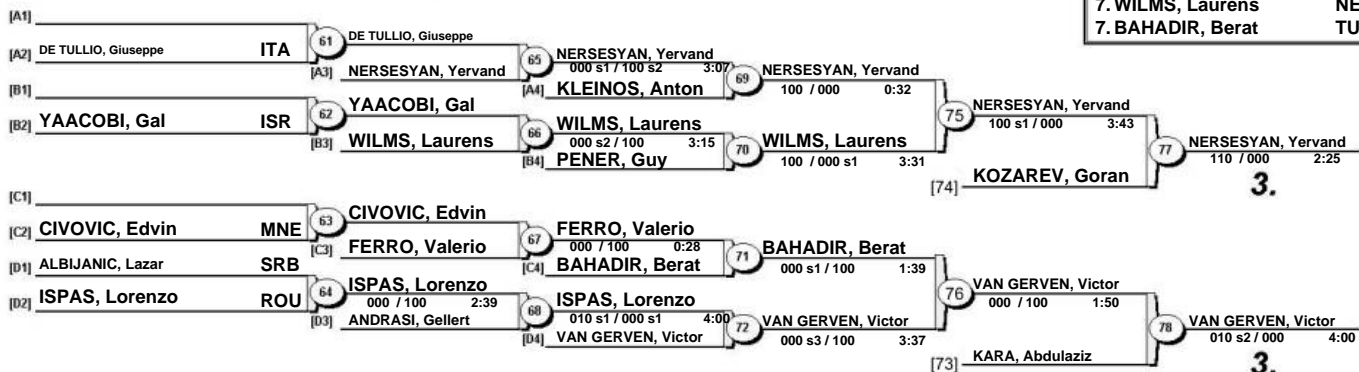 7. WILMS, Laurens NE
7. BAHADIR, Berat TU
[A1]
[A2] DE TULLIO, Giuseppe ITA
61
DE TULLIO, Giuseppe
[A3] NERSESYAN, Yervand
65
NERSESYAN, Yervand
000 s1 / 100 s2 3:07
[A4] KLEINOS, Anton
69
NERSESYAN, Yervand
100 / 000 0:32
[B1]
[B2] YAACOBI, Gal ISR
62
YAACOBI, Gal
[B3] WILMS, Laurens
66
WILMS, Laurens
000 s2 / 100 3:15
[B4] PENER, Guy
70
WILMS, Laurens
100 / 000 s1 3:31
75
NERSESYAN, Yervand
100 s1 / 000 3:43
[74] KOZAREV, Goran
77
NERSESYAN, Yervand
110 / 000 2:25
3.
[C1]
[C2] CIVOVIC, Edvin MNE
63
CIVOVIC, Edvin
[C3] FERRO, Valerio
67
FERRO, Valerio
000 / 100 0:28
[C4] BAHADIR, Berat
71
BAHADIR, Berat
000 s1 / 100 1:39
[D1] ALBIJANIC, Lazar SRB
[D2] ISPAS, Lorenzo ROU
64
ISPAS, Lorenzo
000 / 100 2:39
[D3] ANDRASI, Gellert
68
ISPAS, Lorenzo
010 s1 / 000 s1 4:00
[D4] VAN GERVEN, Victor
72
VAN GERVEN, Victor
000 s3 / 100 3:37
76
VAN GERVEN, Victor
000 / 100 1:50
[73] KARA, Abdulaziz
78
VAN GERVEN, Victor
010 s2 / 000 4:00
3.